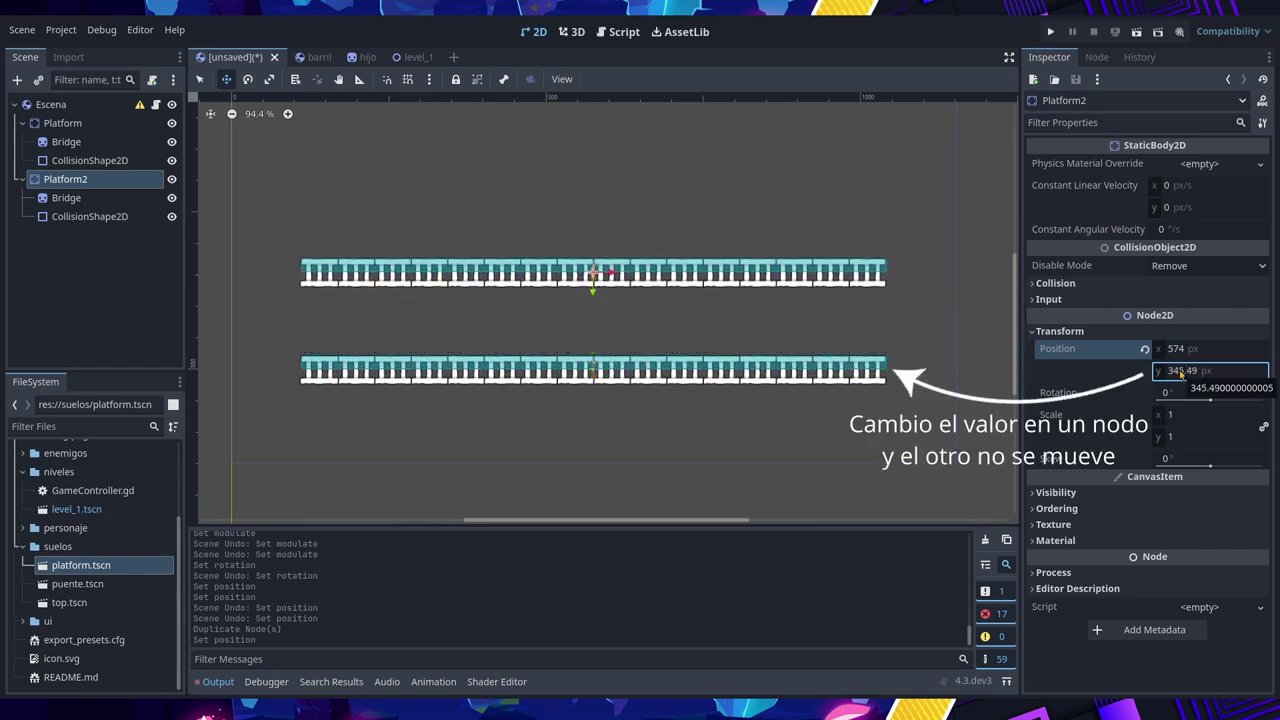 Scene Project Debug Editor Help
2D 3D Script AssetLib
Compatibility
Scene Import
[unsaved](*) barril hijo level_1
Inspector Node History
Filter: name, t:t
View
Escena
Platform
Bridge
CollisionShape2D
Platform2
Bridge
CollisionShape2D
0 500 1000
94.4 %
Platform2
Filter Properties
StaticBody2D
Physics Material Override <empty>
Constant Linear Velocity x 0 px/s
y 0 px/s
Constant Angular Velocity 0 °/s
CollisionObject2D
Disable Mode Remove
Collision
Input
Node2D
Transform
Position x 574 px
y 345.49 px
345.490000000005
Rotation 0 °
Scale x 1
y 1
0 °
CanvasItem
Visibility
Ordering
Texture
Material
Node
Process
Editor Description
Script <empty>
Add Metadata
Cambio el valor en un nodo
y el otro no se mueve
FileSystem
res://suelos/platform.tscn
Filter Files
enemigos
niveles
GameController.gd
level_1.tscn
personaje
suelos
platform.tscn
puente.tscn
top.tscn
ui
export_presets.cfg
icon.svg
README.md
Set modulate
Scene Undo: Set modulate
Scene Undo: Set modulate
Set rotation
Scene Undo: Set rotation
Set position
Set position
Scene Undo: Set position
Scene Undo: Set position
Duplicate Node(s)
Set position
1
17
0
59
Filter Messages
Output Debugger Search Results Audio Animation Shader Editor
4.3.dev3